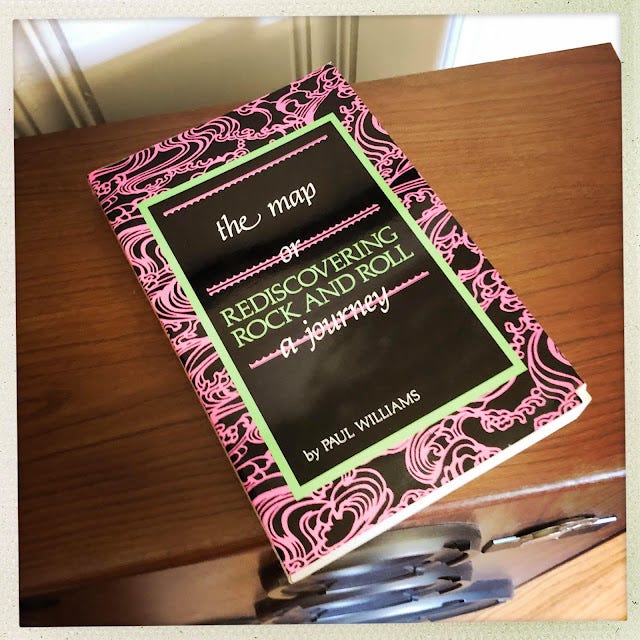 the map
or
REDISCOVERING
ROCK AND ROLL
a journey
by PAUL WILLIAMS